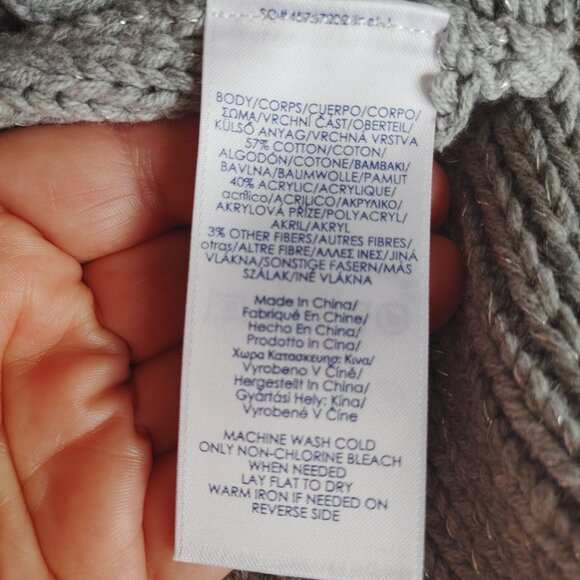 BODY/CORPS/CUERPO/CORPO/
ΣΩΜΑ/VRCHNÍ ČÁST/OBERTEIL/
KÜLSŐ ANYAG/VRCHNÁ VRSTVA
57% COTTON/COTON/
ALGODÓN/COTONE/ΒΑΜΒΑΚΙ/
BAVLNA/BAUMWOLLE/PAMUT
40% ACRYLIC/ACRYLIQUE/
acrílico/ACRILICO/ΑΚΡΥΛΙΚΟ/
AKRYLOVÁ PŘÍZE/POLYACRYL/
AKRIL/AKRYL
3% OTHER FIBERS/AUTRES FIBRES/
otras/ALTRE FIBRE/ΑΛΛΕΣ ΙΝΕΣ/JINÁ
VLÁKNA/SONSTIGE FASERN/MÁS
SZÁLAK/INÉ VLÁKNA
Made In China/
Fabriqué En Chine/
Hecho En China/
Prodotto In Cina/
Χωρα Κατασκευης: Κινα/
Vyrobeno V Číně/
Hergestellt In China/
Gyártási Hely: Kína/
Vyrobené V Číne
MACHINE WASH COLD
ONLY NON-CHLORINE BLEACH
WHEN NEEDED
LAY FLAT TO DRY
WARM IRON IF NEEDED ON
REVERSE SIDE